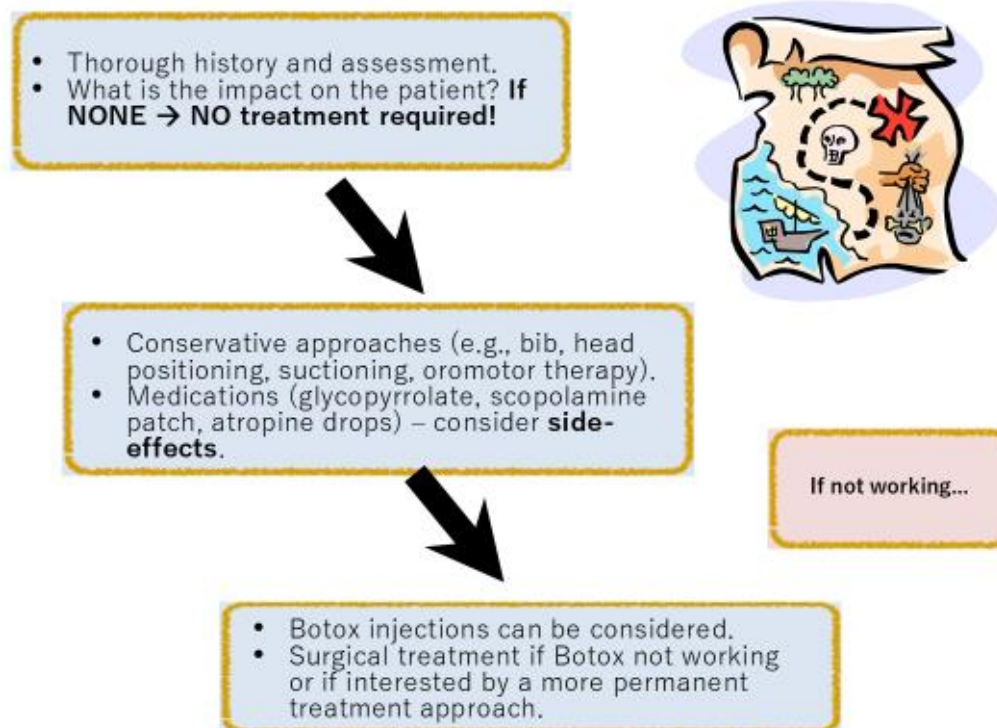 • Thorough history and assessment.
• What is the impact on the patient? If
NONE → NO treatment required!
• Conservative approaches (e.g., bib, head
positioning, suctioning, oromotor therapy).
• Medications (glycopyrrolate, scopolamine
patch, atropine drops) – consider side-
effects.
If not working...
• Botox injections can be considered.
• Surgical treatment if Botox not working
or if interested by a more permanent
treatment approach.